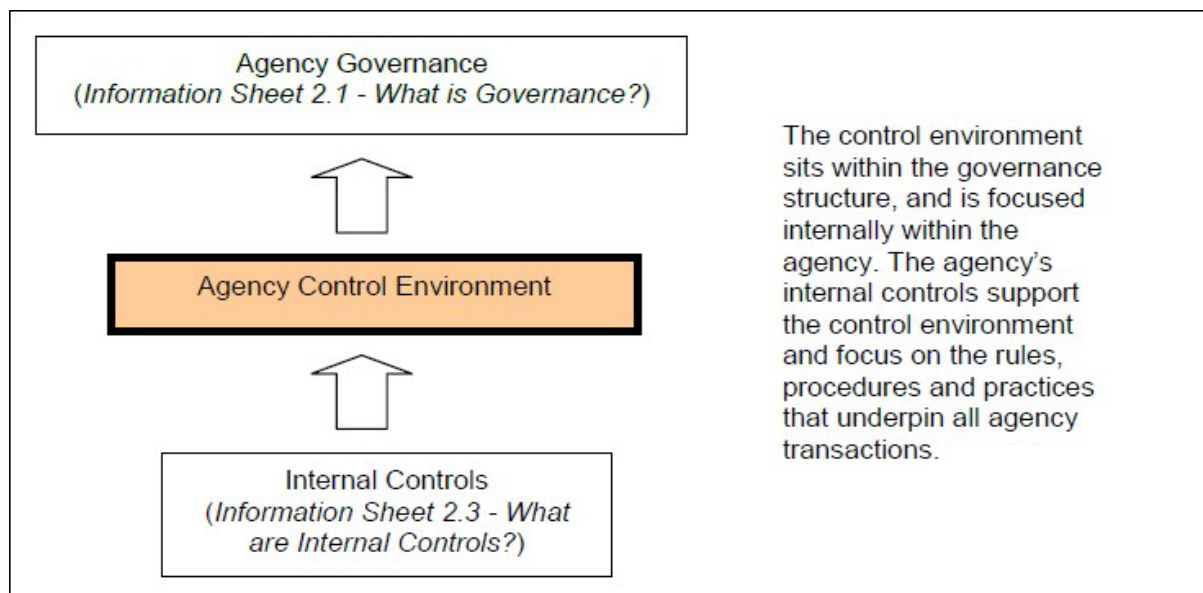 Agency Governance
(Information Sheet 2.1 - What is Governance?)
The control environment
sits within the governance
structure, and is focused
internally within the
agency. The agency’s
internal controls support
the control environment
and focus on the rules,
procedures and practices
that underpin all agency
transactions.
Agency Control Environment
Internal Controls
(Information Sheet 2.3 - What
are Internal Controls?)